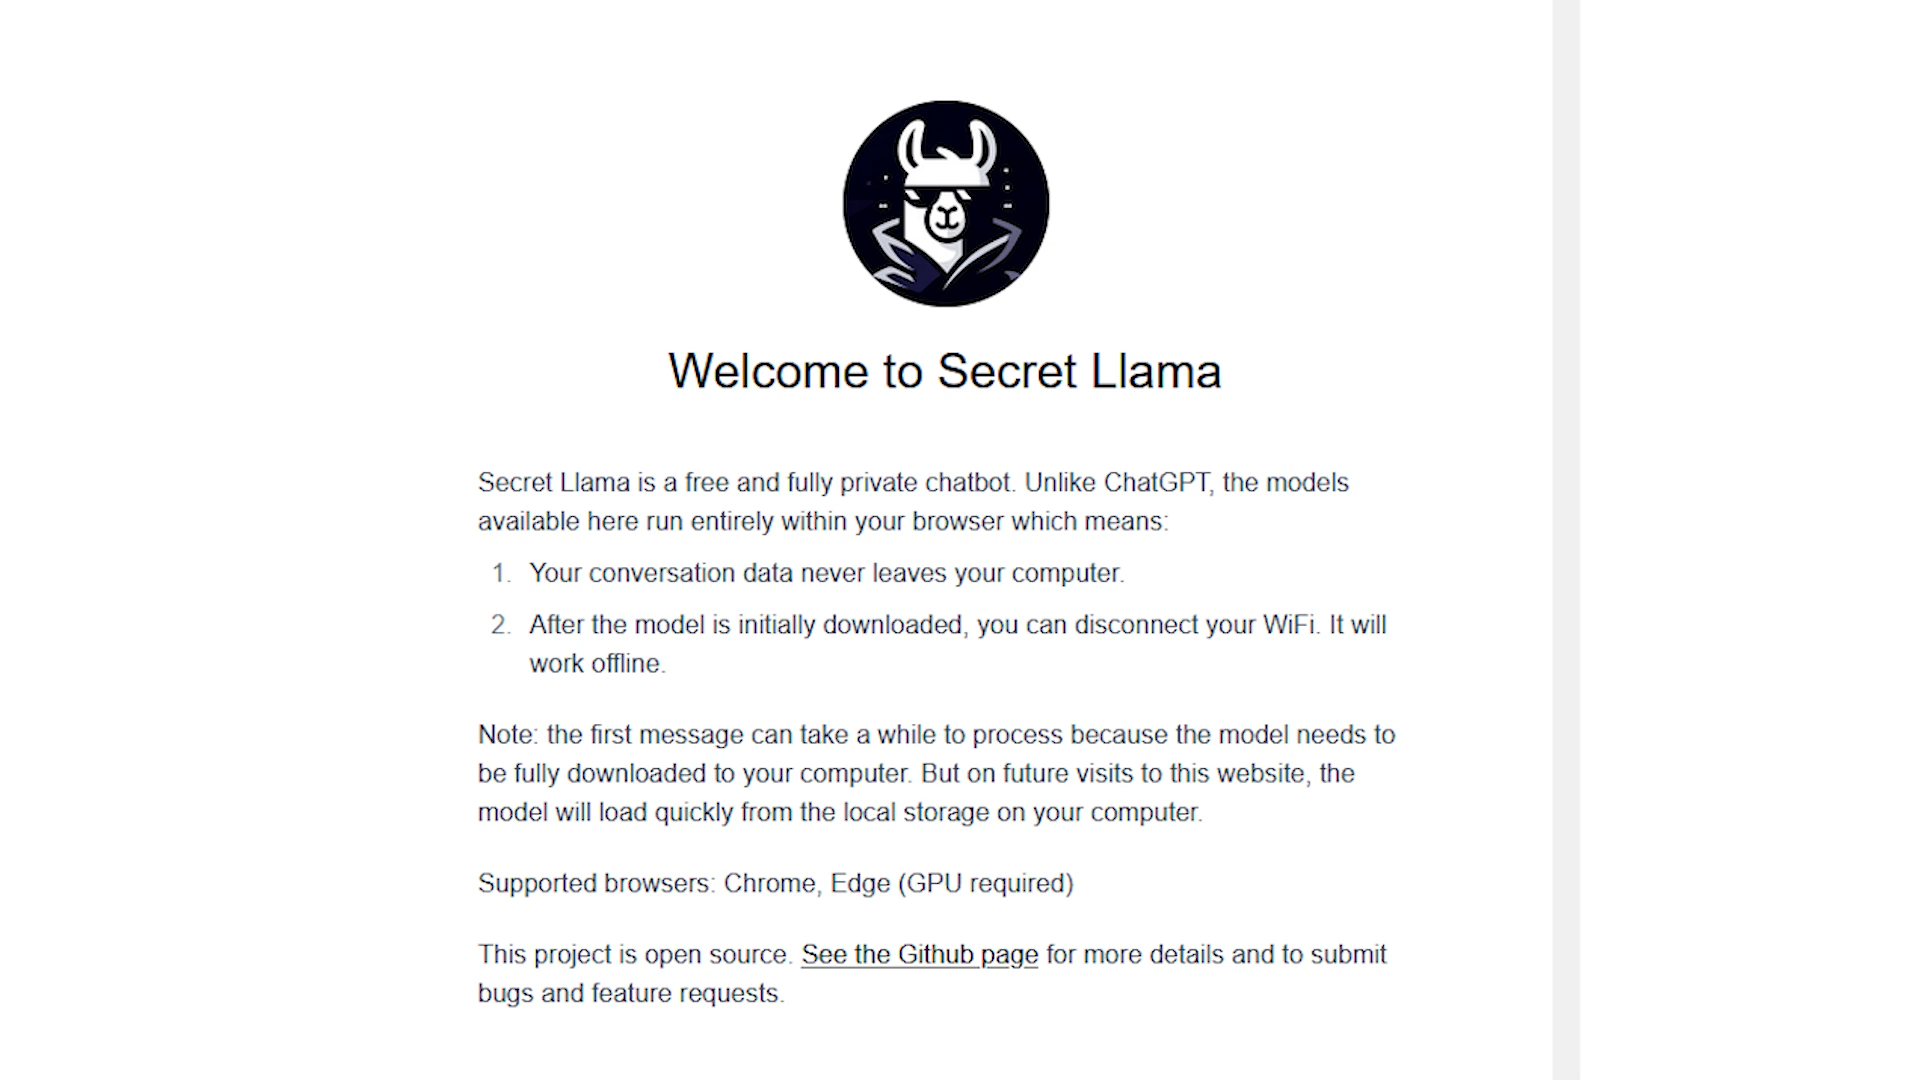 Welcome to Secret Llama
Secret Llama is a free and fully private chatbot. Unlike ChatGPT, the models
available here run entirely within your browser which means:
1. Your conversation data never leaves your computer.
2. After the model is initially downloaded, you can disconnect your WiFi. It will
work offline.
Note: the first message can take a while to process because the model needs to
be fully downloaded to your computer. But on future visits to this website, the
model will load quickly from the local storage on your computer.
Supported browsers: Chrome, Edge (GPU required)
This project is open source. See the Github page for more details and to submit
bugs and feature requests.